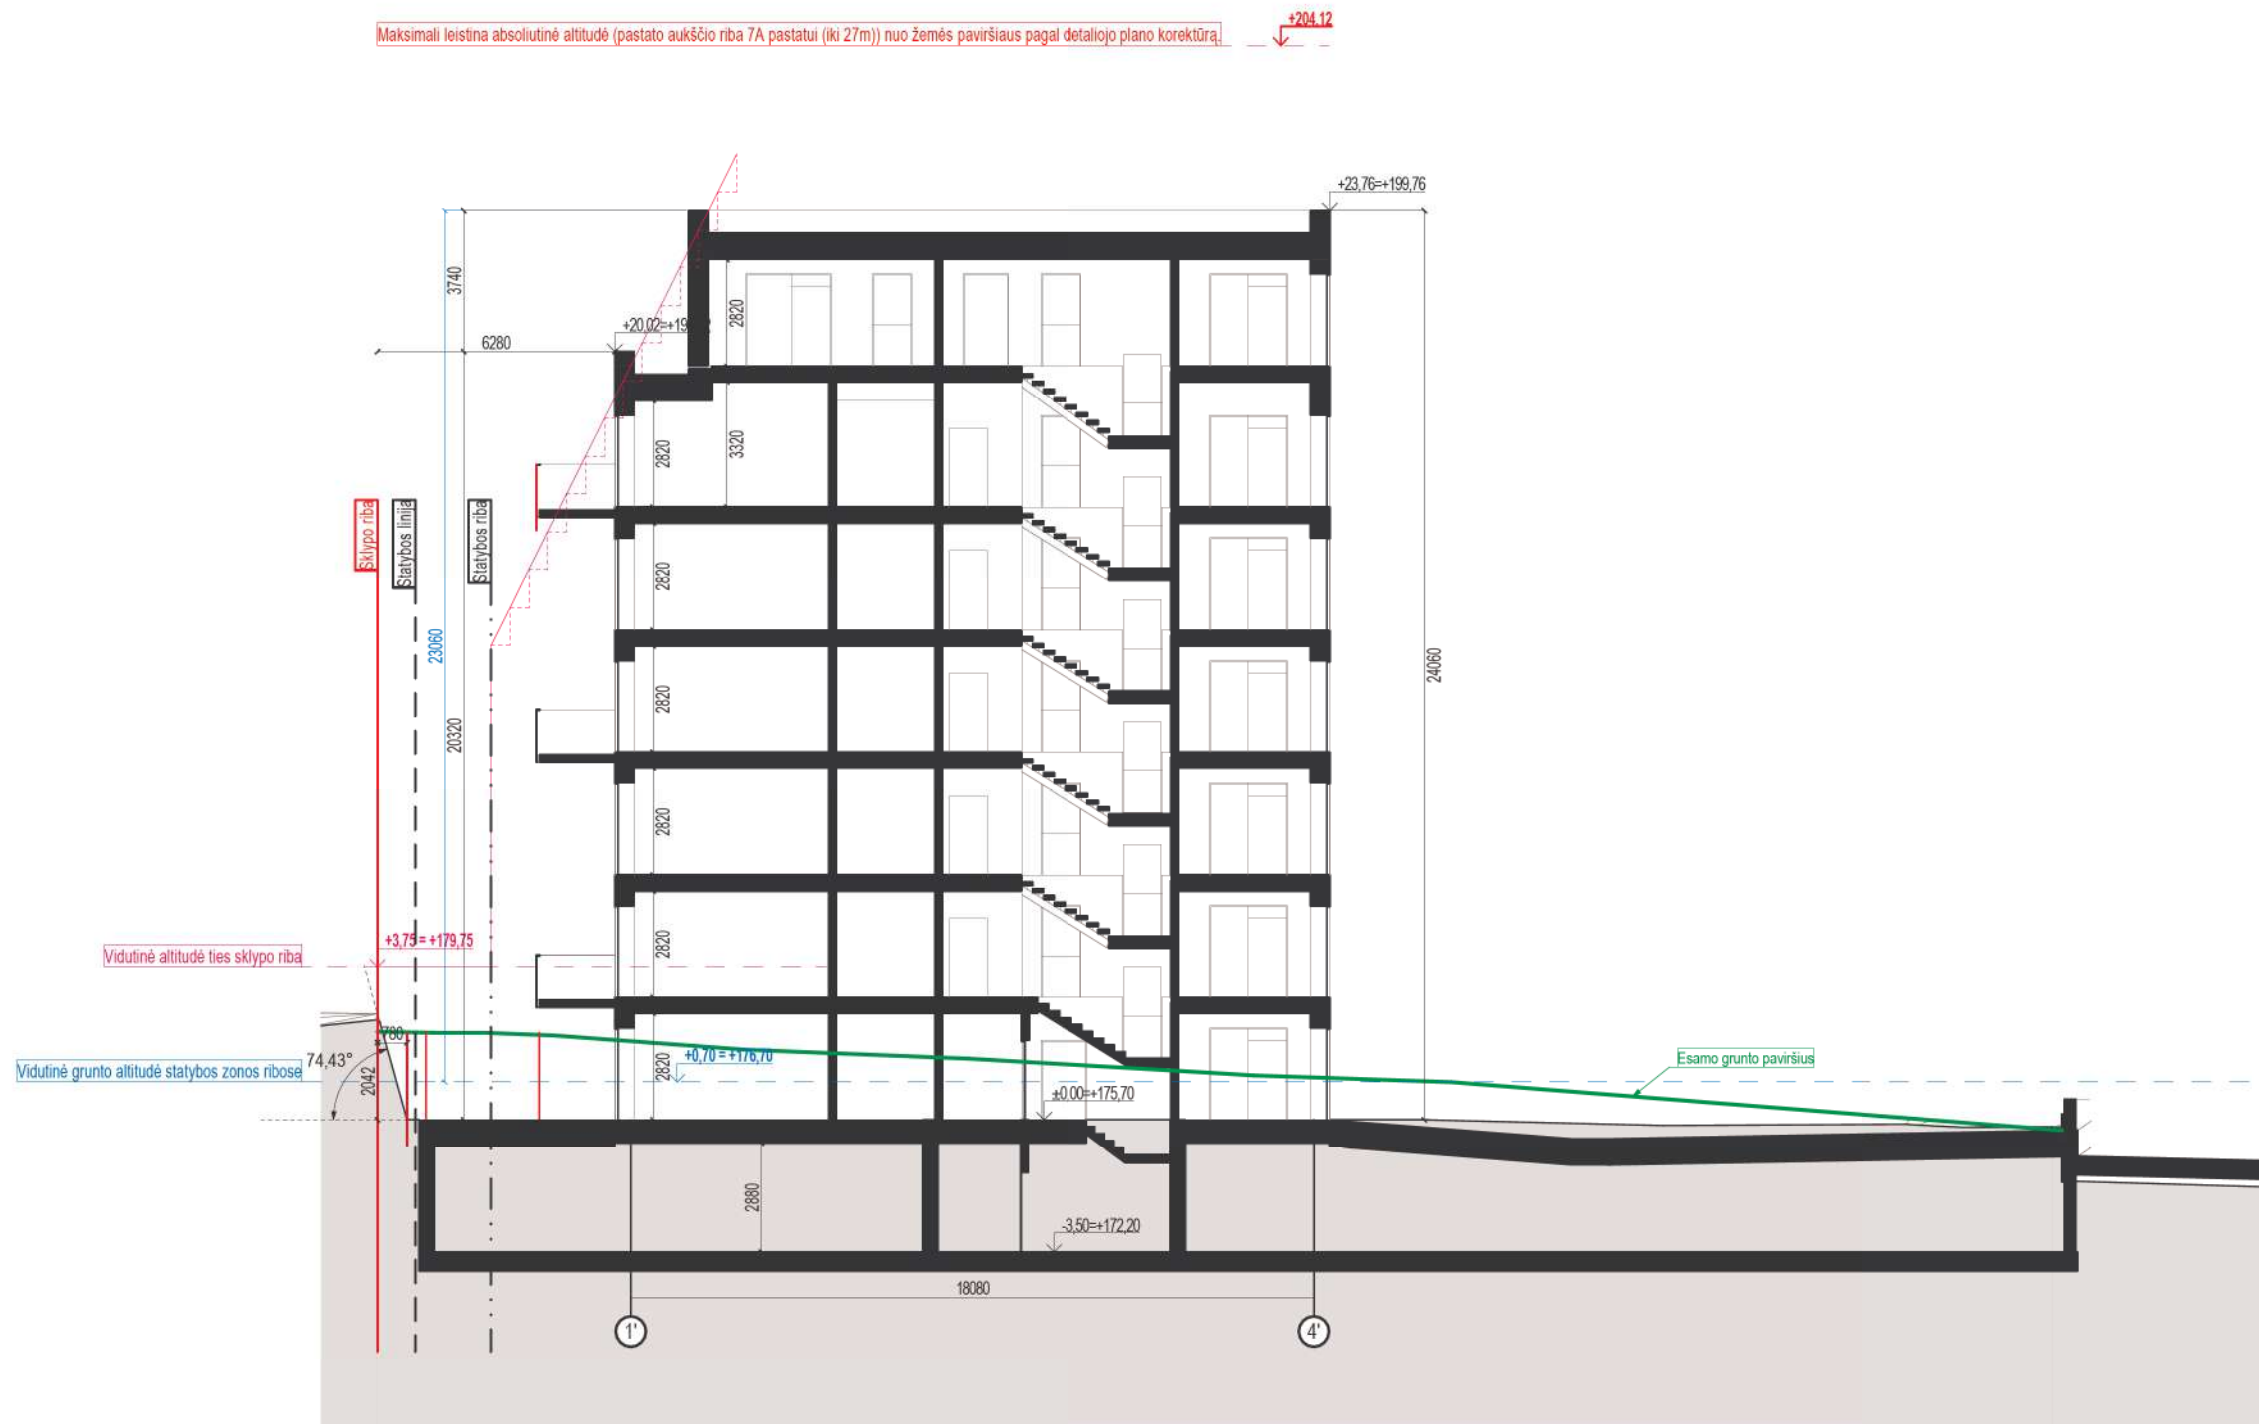 Maksimali leistina absoliutinė altitudė (pastato aukščio riba 7A pastatui (iki 27m)) nuo žemės paviršiaus pagal detaliojo plano korektūrą.
+204,12
+23,76=+199,76
3740
2820
+20,02=+19
6280
2820
3320
Sklypo riba
Statybos linija
Statybos riba
2820
23060
20320
2820
24060
2820
2820
+3,75 = +179,75
Vidutinė altitudė ties sklypo riba
780
74,43°
2042
Vidutinė grunto altitudė statybos zonos ribose
2820
+0,70 = +176,70
Esamo grunto paviršius
±0.00=+175,70
2880
-3,50=+172,20
18080
1'
4'